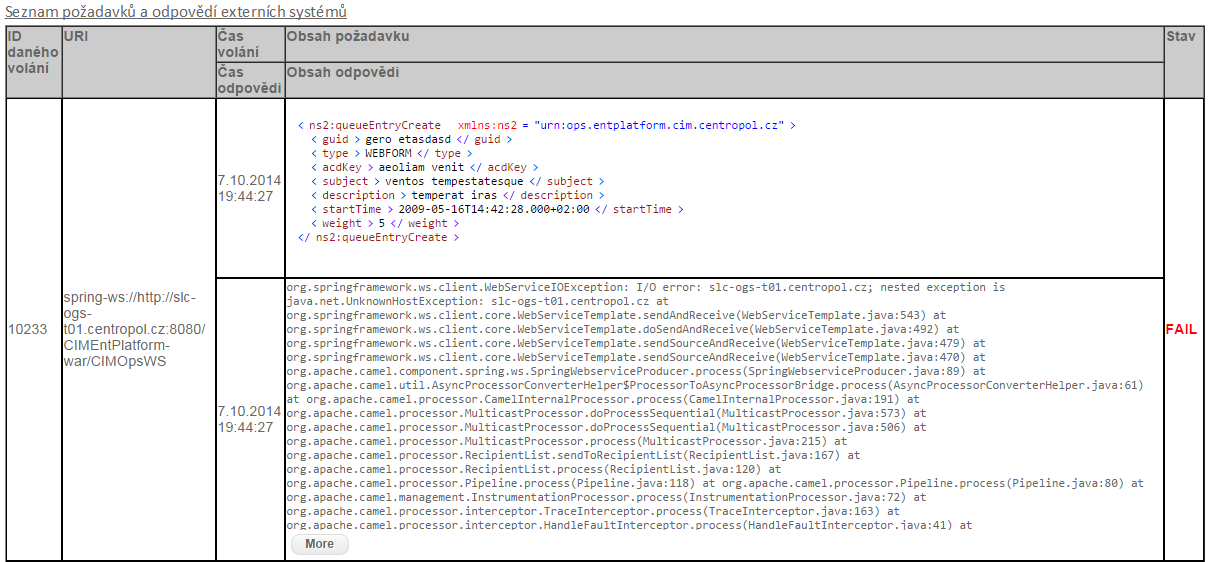 Seznam požadavků a odpovědí externích systémů
ID
daného
volání
URI
Čas
volání
Obsah požadavku
Stav
Čas
odpovědi
Obsah odpovědi
10233
spring-ws://http://slc-
ogs-
t01.centropol.cz:8080/
CIMEntPlatform-
war/CIMOpsWS
7.10.2014
19:44:27
< ns2:queueEntryCreate xmlns:ns2 = "urn:ops.entplatform.cim.centropol.cz" >
< guid > gero etasdasd </ guid >
< type > WEBFORM </ type >
< acdKey > aeoliam venit </ acdKey >
< subject > ventos tempestatesque </ subject >
< description > temperat iras </ description >
< startTime > 2009-05-16T14:42:28.000+02:00 </ startTime >
< weight > 5 </ weight >
</ ns2:queueEntryCreate >
7.10.2014
19:44:27
org.springframework.ws.client.WebServiceIOException: I/O error: slc-ogs-t01.centropol.cz; nested exception is
java.net.UnknownHostException: slc-ogs-t01.centropol.cz at
org.springframework.ws.client.core.WebServiceTemplate.sendAndReceive(WebServiceTemplate.java:543) at
org.springframework.ws.client.core.WebServiceTemplate.doSendAndReceive(WebServiceTemplate.java:492) at
org.springframework.ws.client.core.WebServiceTemplate.sendSourceAndReceive(WebServiceTemplate.java:479) at
org.springframework.ws.client.core.WebServiceTemplate.sendSourceAndReceive(WebServiceTemplate.java:470) at
org.apache.camel.component.spring.ws.SpringWebserviceProducer.process(SpringWebserviceProducer.java:89) at
org.apache.camel.util.AsyncProcessorConverterHelper$ProcessorToAsyncProcessorBridge.process(AsyncProcessorConverterHelper.java:61)
at org.apache.camel.processor.CamelInternalProcessor.process(CamelInternalProcessor.java:191) at
org.apache.camel.processor.MulticastProcessor.doProcessSequential(MulticastProcessor.java:573) at
org.apache.camel.processor.MulticastProcessor.doProcessSequential(MulticastProcessor.java:506) at
org.apache.camel.processor.MulticastProcessor.process(MulticastProcessor.java:215) at
org.apache.camel.processor.RecipientList.sendToRecipientList(RecipientList.java:167) at
org.apache.camel.processor.RecipientList.process(RecipientList.java:120) at
org.apache.camel.processor.Pipeline.process(Pipeline.java:118) at org.apache.camel.processor.Pipeline.process(Pipeline.java:80) at
org.apache.camel.management.InstrumentationProcessor.process(InstrumentationProcessor.java:72) at
org.apache.camel.processor.interceptor.TraceInterceptor.process(TraceInterceptor.java:163) at
org.apache.camel.processor.interceptor.HandleFaultInterceptor.process(HandleFaultInterceptor.java:41) at
More
FAIL